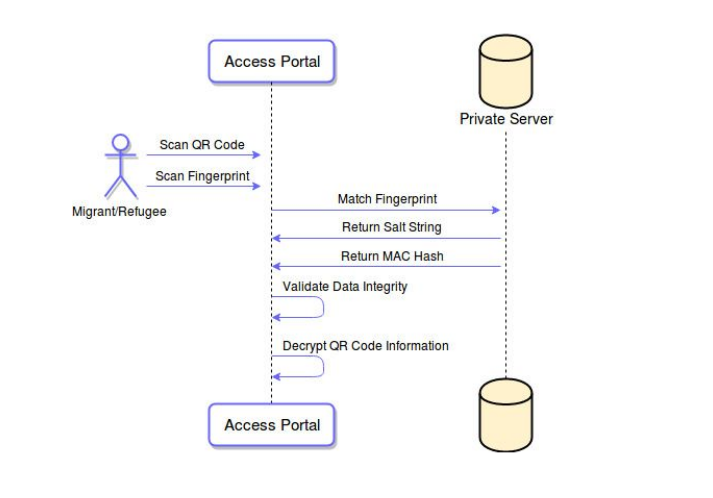 Access Portal
Private Server
Scan QR Code
Scan Fingerprint
Migrant/Refugee
Match Fingerprint
Return Salt String
Return MAC Hash
Validate Data Integrity
Decrypt QR Code Information
Access Portal